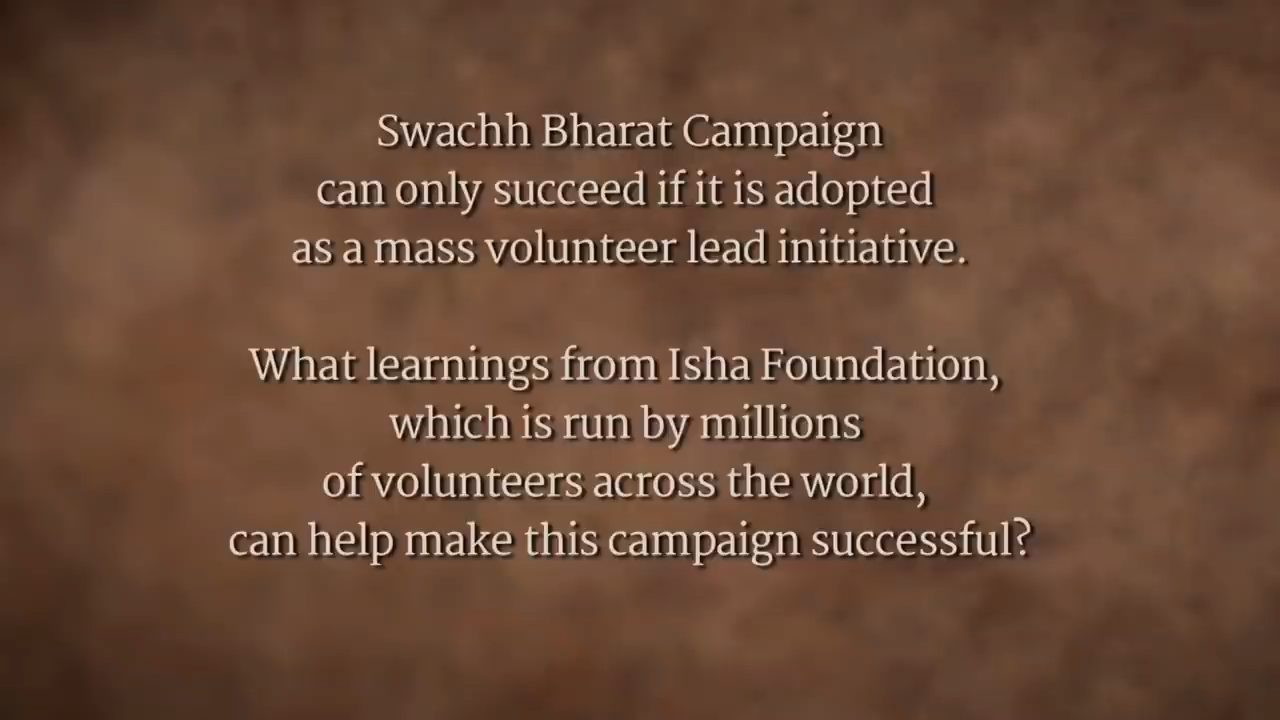 Swachh Bharat Campaign
can only succeed if it is adopted
as a mass volunteer lead initiative.
What learnings from Isha Foundation,
which is run by millions
of volunteers across the world,
can help make this campaign successful?